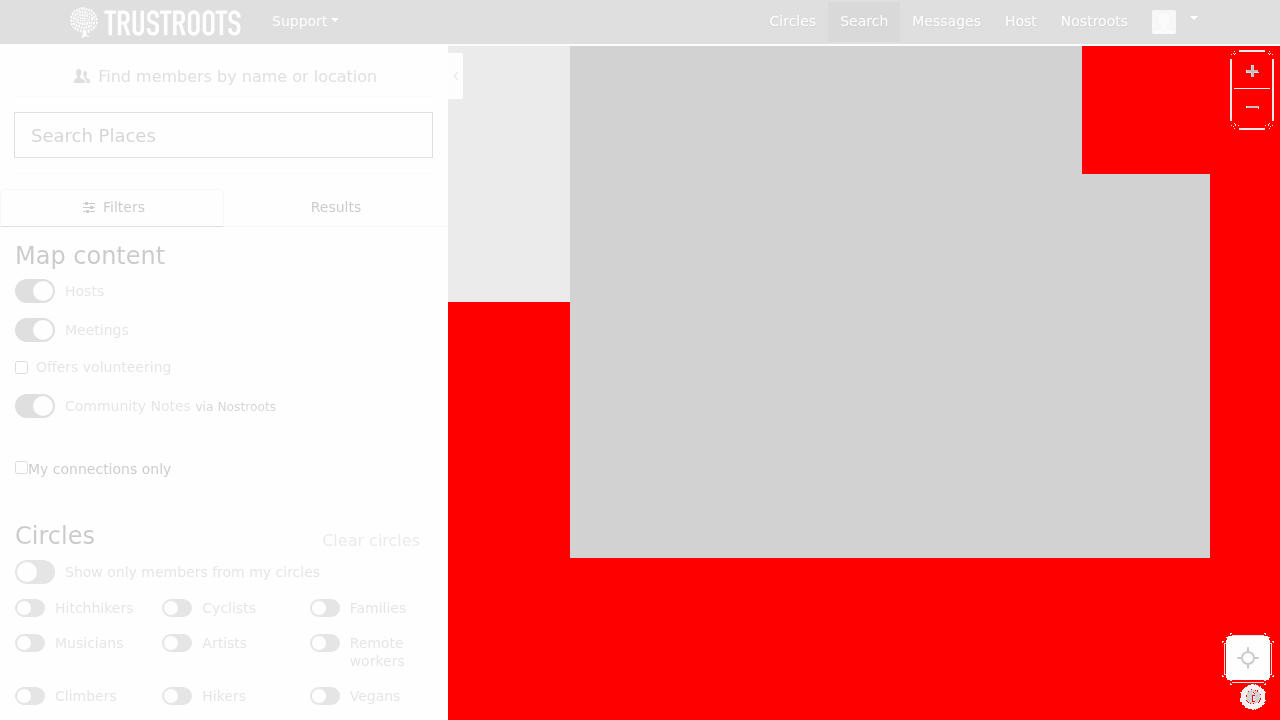 TRUSTROOTS
Support
Circles
Search
Messages
Host
Nostroots
Find members by name or location
Search Places
Filters
Results
Map content
Hosts
Meetings
Offers volunteering
Community Notes via Nostroots
My connections only
Circles
Clear circles
Show only members from my circles
Hitchhikers
Cyclists
Families
Musicians
Artists
Remote
workers
Climbers
Hikers
Vegans